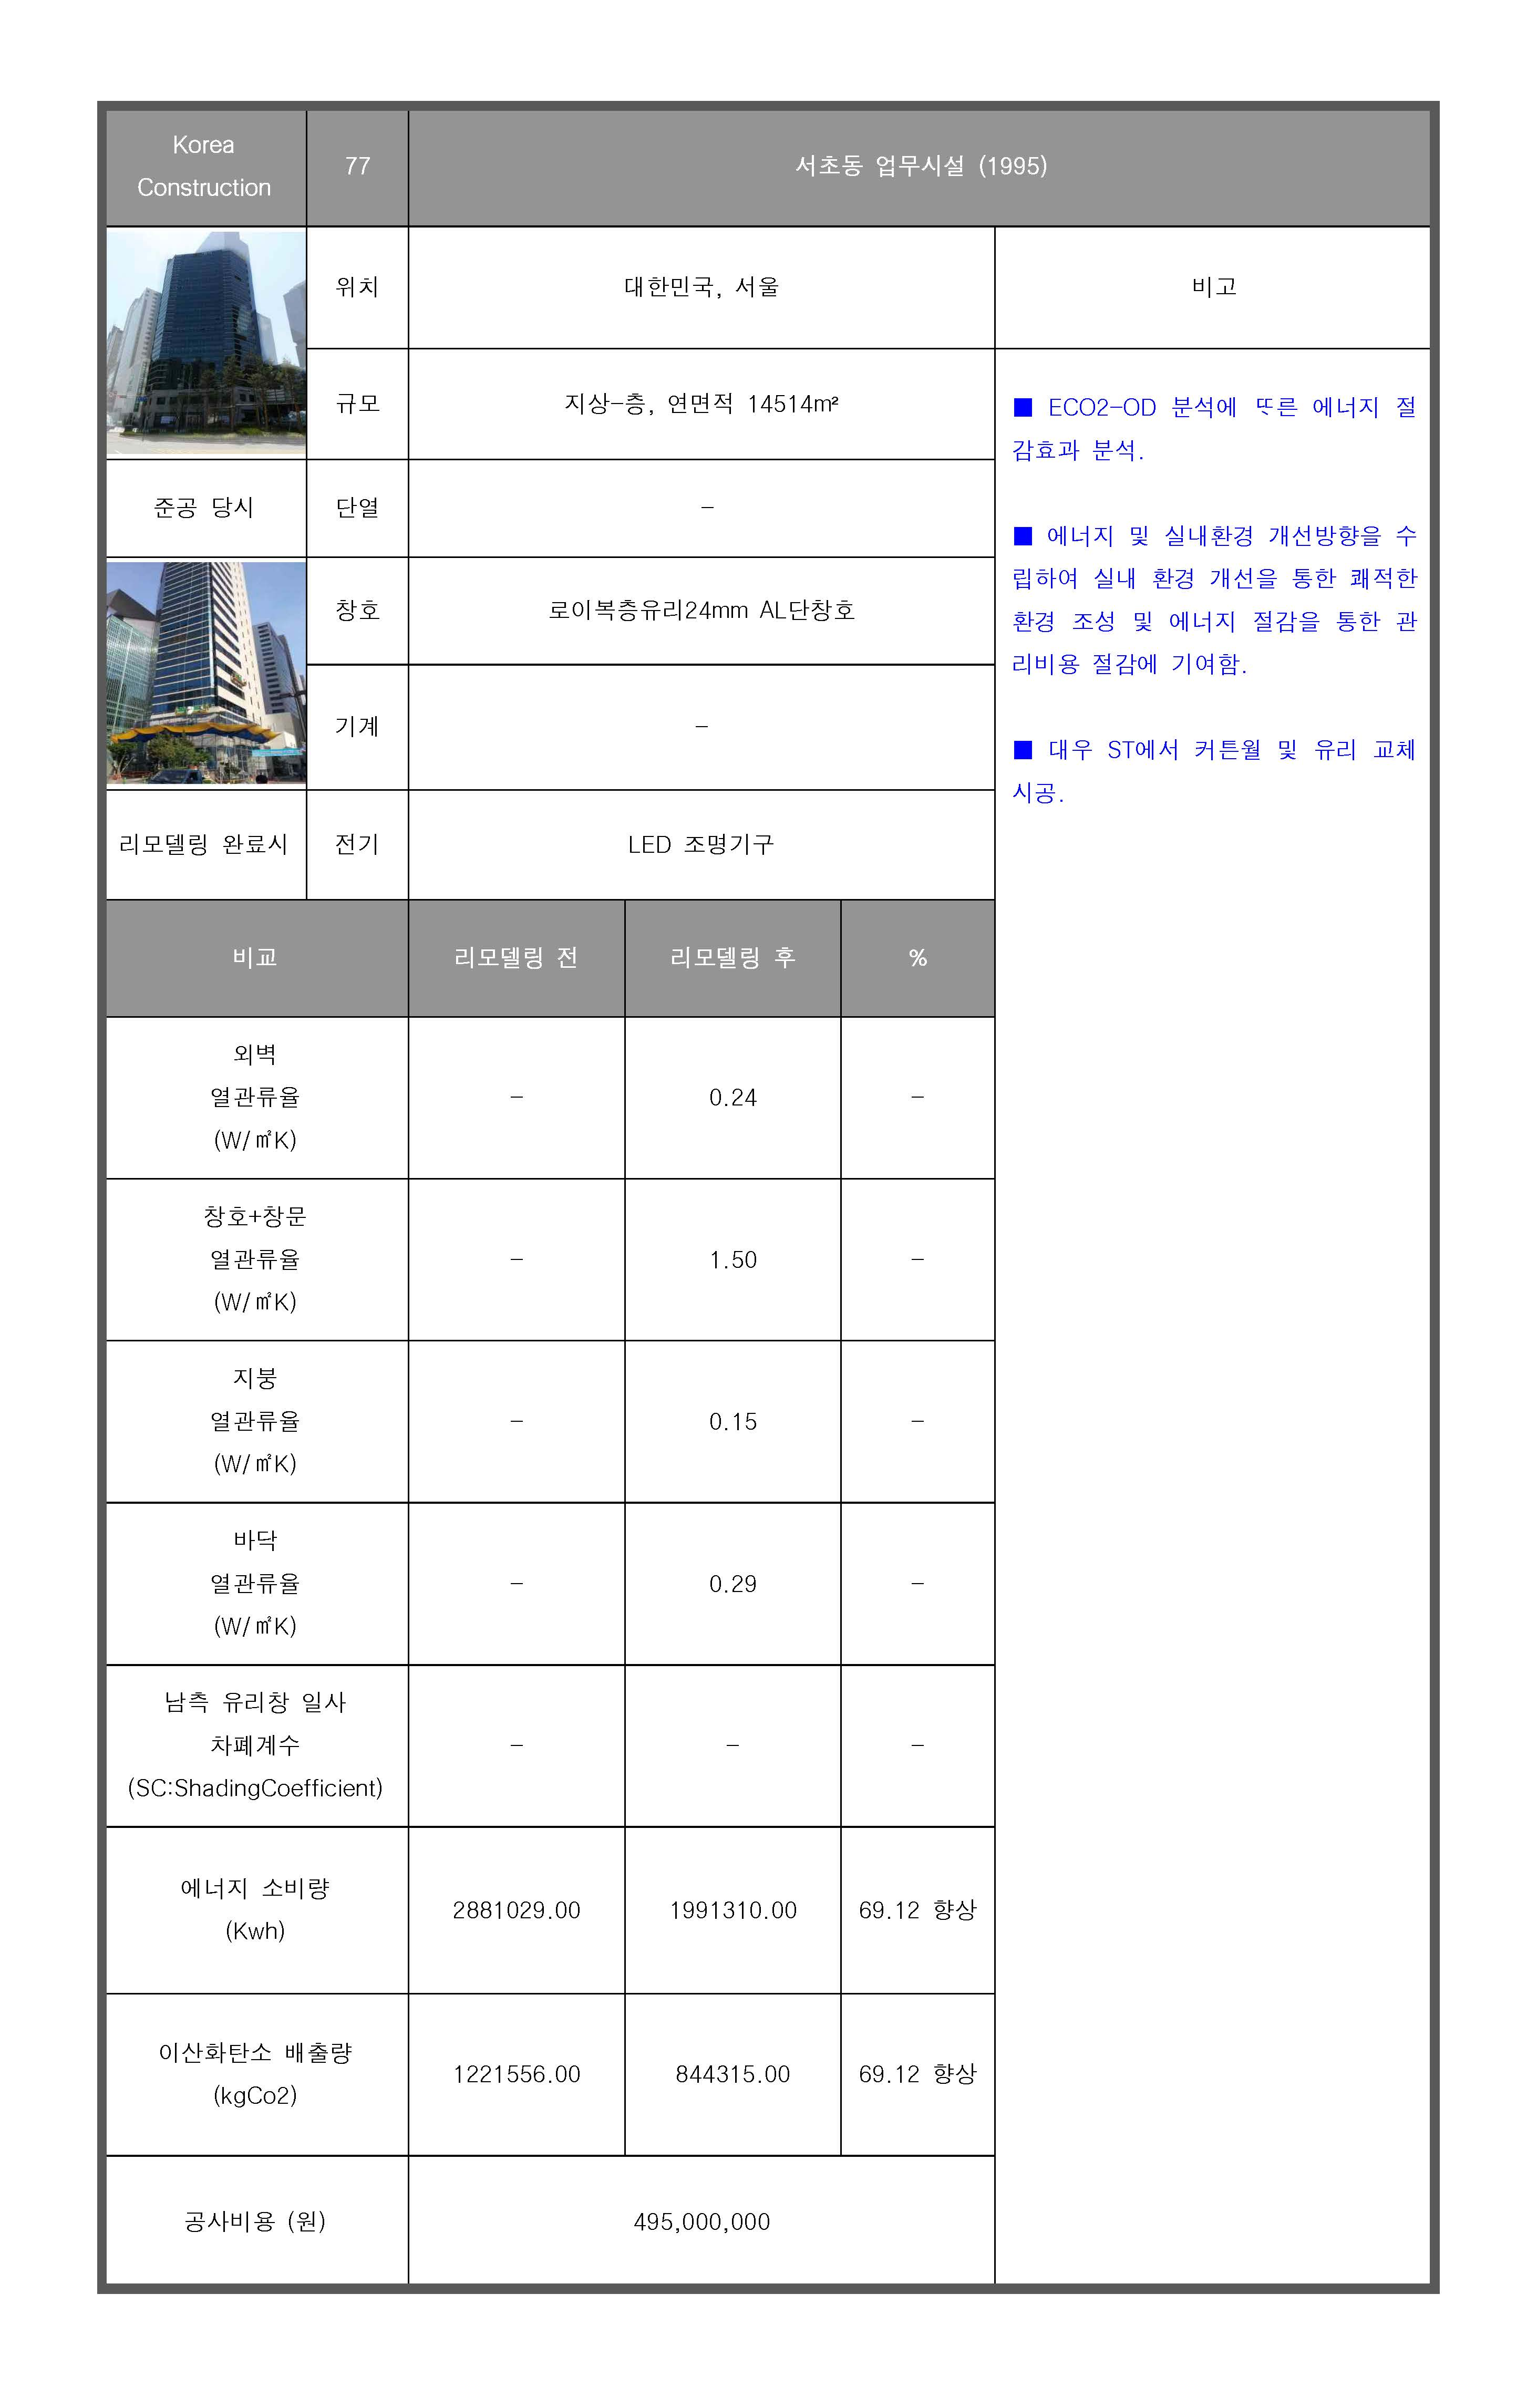 Korea
Construction
77
서초동 업무시설 (1995)
위치
대한민국, 서울
비고
규모
지상-층, 연면적 14514m²
■ ECO2-OD 분석에 또른 에너지 절
감효과 분석.
■ 에너지 및 실내환경 개선방향을 수
립하여 실내 환경 개선을 통한 쾌적한
환경 조성 및 에너지 절감을 통한 관
리비용 절감에 기여함.
■ 대우 ST에서 커튼월 및 유리 교체
시공.
준공 당시
단열
-
창호
로이복층유리24mm AL단창호
기계
-
리모델링 완료시
전기
LED 조명기구
비교
리모델링 전
리모델링 후
%
외벽
열관류율
(W/㎡K)
-
0.24
-
창호+창문
열관류율
(W/㎡K)
-
1.50
-
지붕
열관류율
(W/㎡K)
-
0.15
-
바닥
열관류율
(W/㎡K)
-
0.29
-
남측 유리창 일사
차폐계수
(SC:ShadingCoefficient)
-
-
-
에너지 소비량
(Kwh)
2881029.00
1991310.00
69.12 향상
이산화탄소 배출량
(kgCo2)
1221556.00
844315.00
69.12 향상
공사비용 (원)
495,000,000